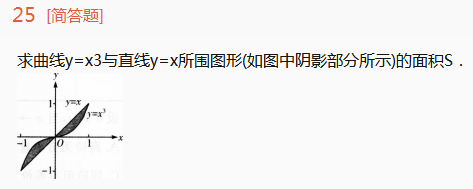 25 [简答题]
求曲线y=x3与直线y=x所围图形(如图中阴影部分所示)的面积S．
y
1
y=x
y=x³
-1
O
1
x
-1